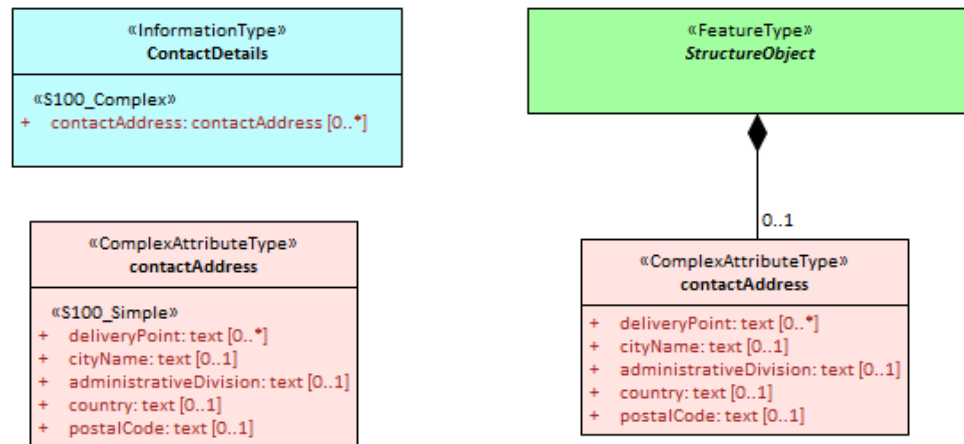 «InformationType»
ContactDetails
«S100_Complex»
+ contactAddress: contactAddress [0..*]
«FeatureType»
StructureObject
0..1
«ComplexAttributeType»
contactAddress
«S100_Simple»
+ deliveryPoint: text [0..*]
+ cityName: text [0..1]
+ administrativeDivision: text [0..1]
+ country: text [0..1]
+ postalCode: text [0..1]
«ComplexAttributeType»
contactAddress
+ deliveryPoint: text [0..*]
+ cityName: text [0..1]
+ administrativeDivision: text [0..1]
+ country: text [0..1]
+ postalCode: text [0..1]